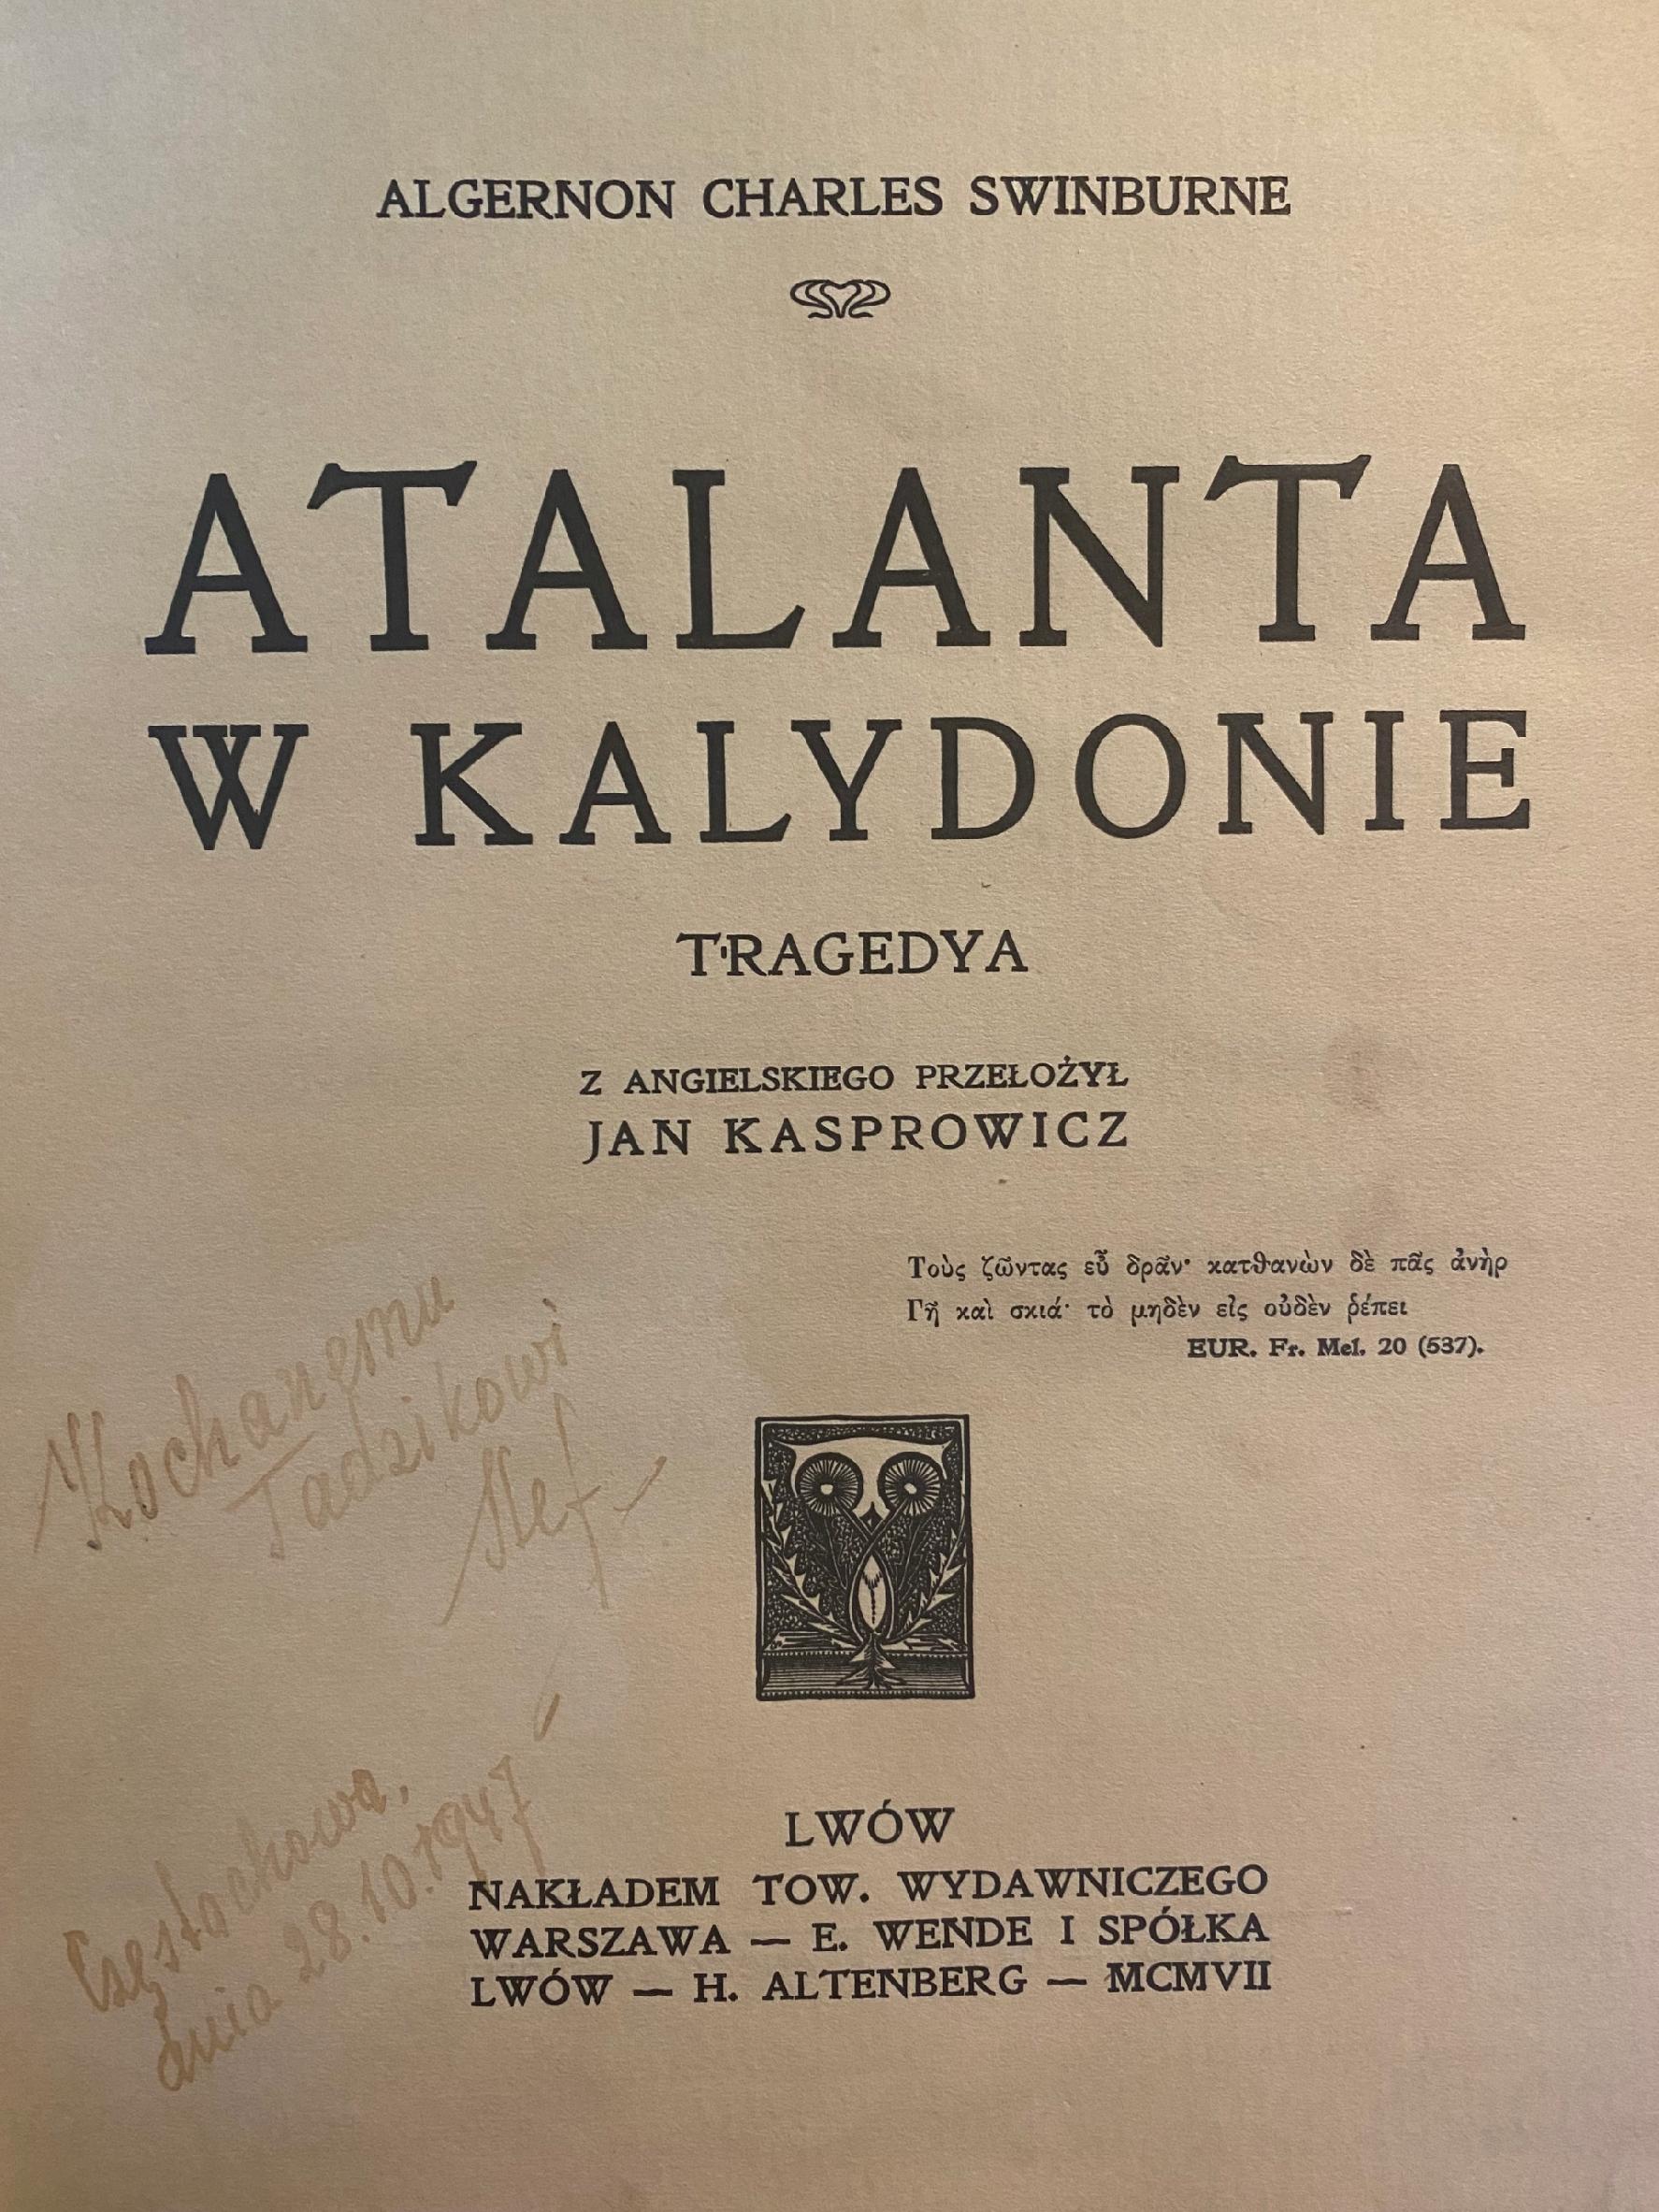 ALGERNON CHARLES SWINBURNE
ATALANTA
W KALYDONIE
TRAGEDYA
Z ANGIELSKIEGO PRZEŁOŻYŁ
JAN KASPROWICZ
Τοὺς ζῶντας εὖ δρᾶν· κατθανὼν δὲ πᾶς ἀνὴρ
Γῆ καὶ σκιά· τὸ μηδὲν εἰς οὐδὲν ῥέπει
EUR. Fr. Mel. 20 (537).
Kochanemu
Tadzikowi
Stef
Częstochowa,
dnia 28.10.1947
LWÓW
NAKŁADEM TOW. WYDAWNICZEGO
WARSZAWA — E. WENDE I SPÓŁKA
LWÓW — H. ALTENBERG — MCMVII